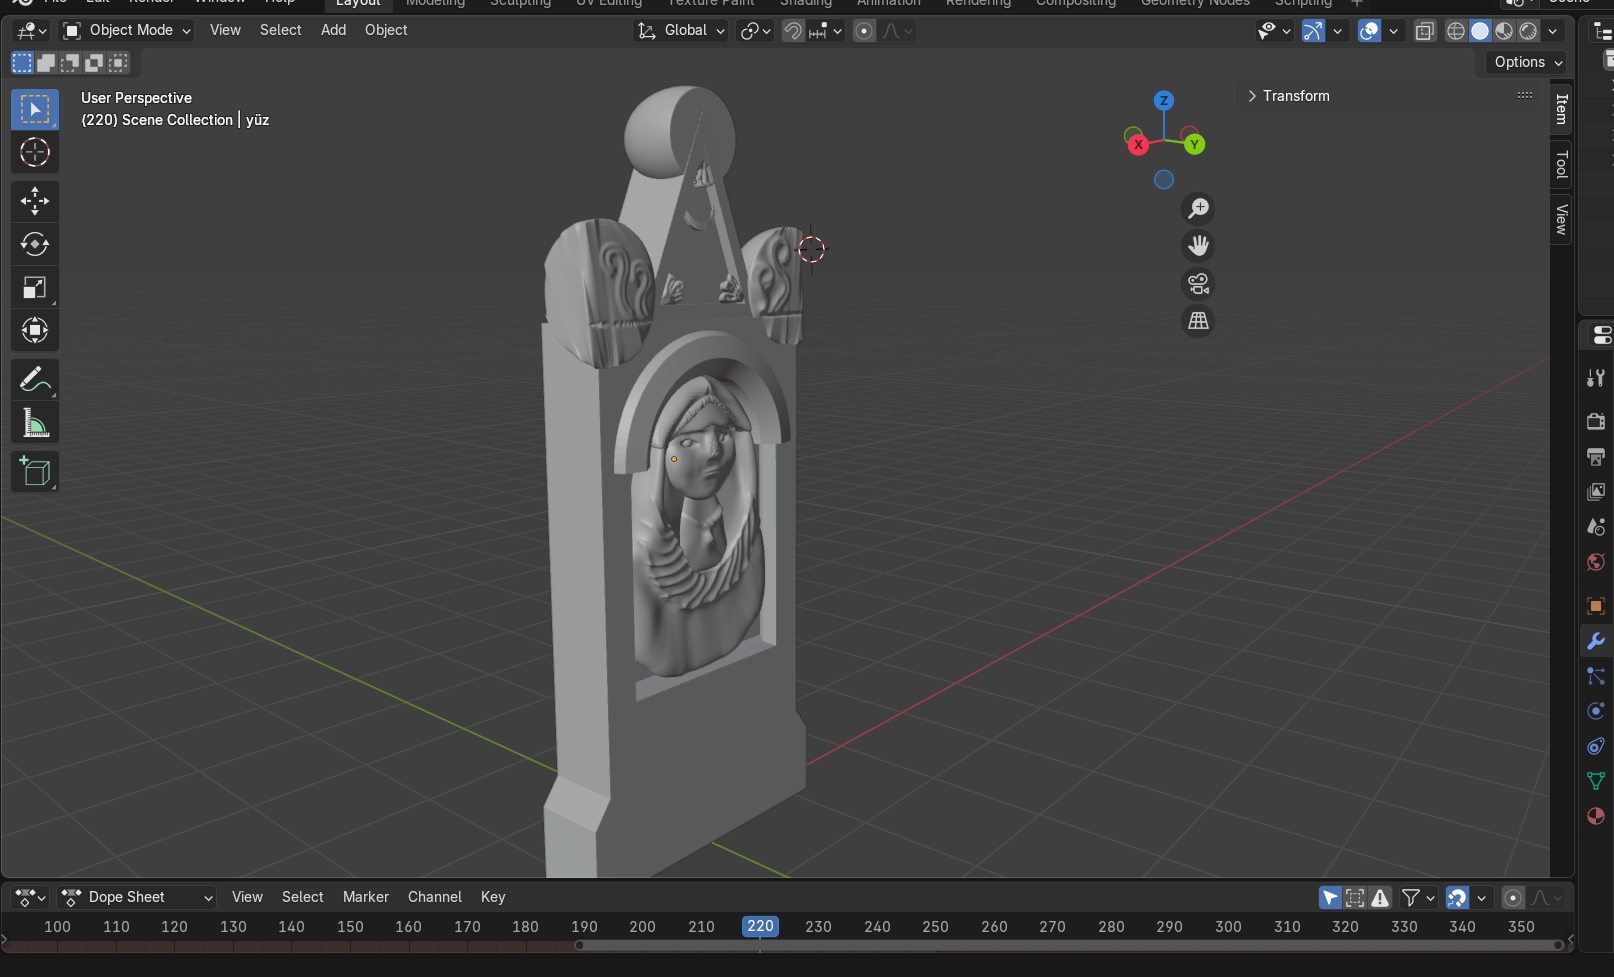 File Edit Render Window Help Layout Modeling Sculpting UV Editing Texture Paint Shading Animation Rendering Compositing Geometry Nodes Scripting + Scene
Object Mode View Select Add Object Global
Options
User Perspective
(220) Scene Collection | yüz
Transform
Item
Tool
View
Z
X
Y
Dope Sheet View Select Marker Channel Key
100 110 120 130 140 150 160 170 180 190 200 210 220 230 240 250 260 270 280 290 300 310 320 330 340 350